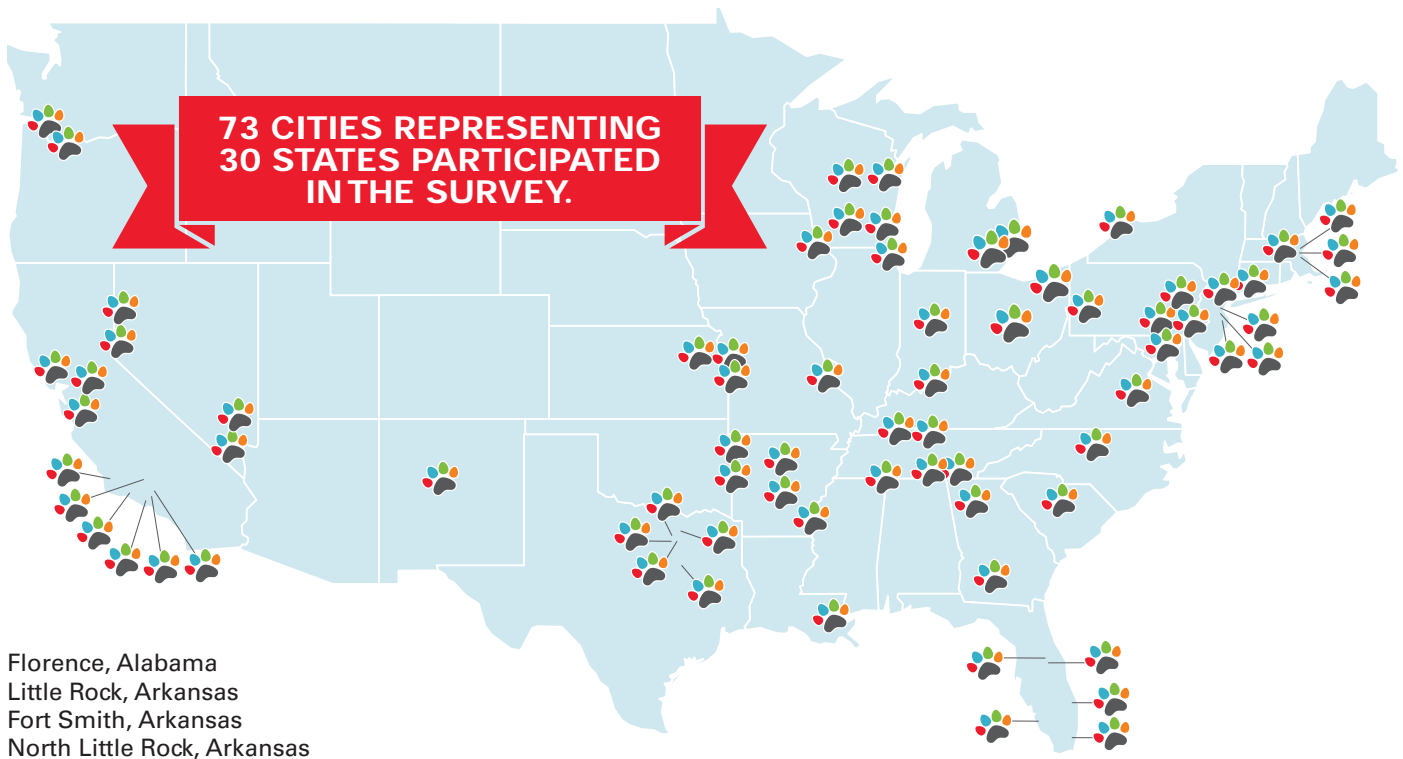 73 CITIES REPRESENTING
30 STATES PARTICIPATED
IN THE SURVEY.
Florence, Alabama
Little Rock, Arkansas
Fort Smith, Arkansas
North Little Rock, Arkansas